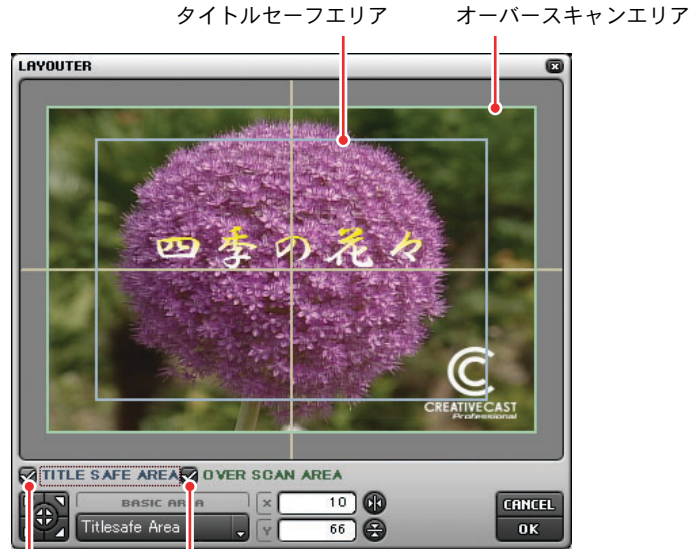 タイトルセーフエリア
オーバースキャンエリア
LAYOUTER
四季の花々
CREATIVECAST
Professional
TITLE SAFE AREA
OVER SCAN AREA
BASIC AREA
X
10
CANCEL
Titlesafe Area
Y
66
OK